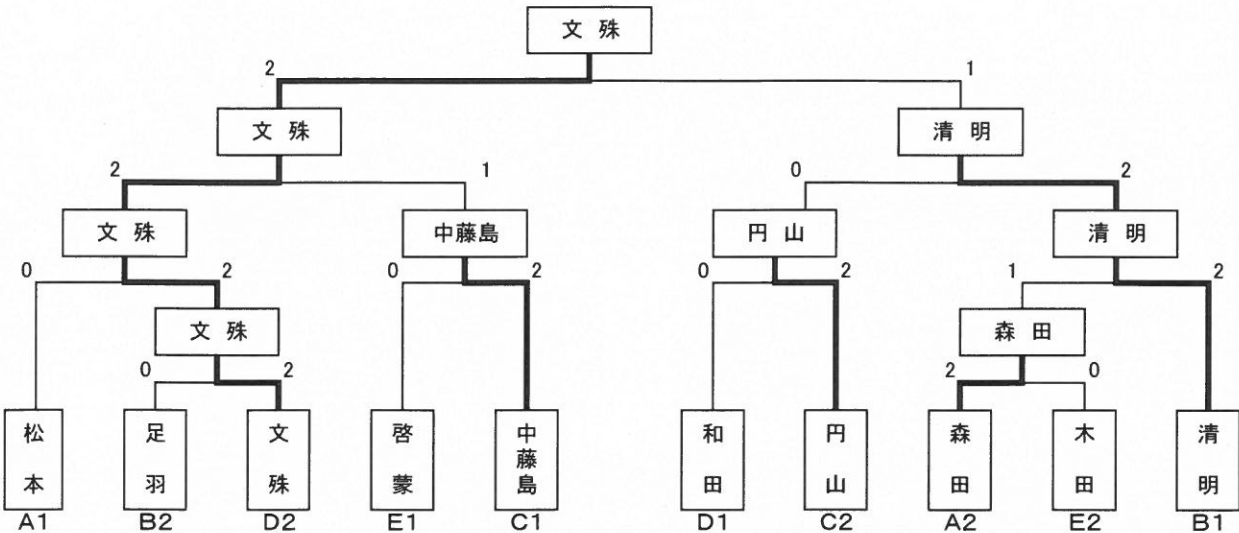 文殊
2 1
文殊 清明
2 1 0 2
文殊 中藤島 円山 清明
0 2 0 2 0 2 1 2
文殊 森田
0 2 2 0
松本 足羽 文殊 啓蒙 中藤島 和田 円山 森田 木田 清明
A1 B2 D2 E1 C1 D1 C2 A2 E2 B1